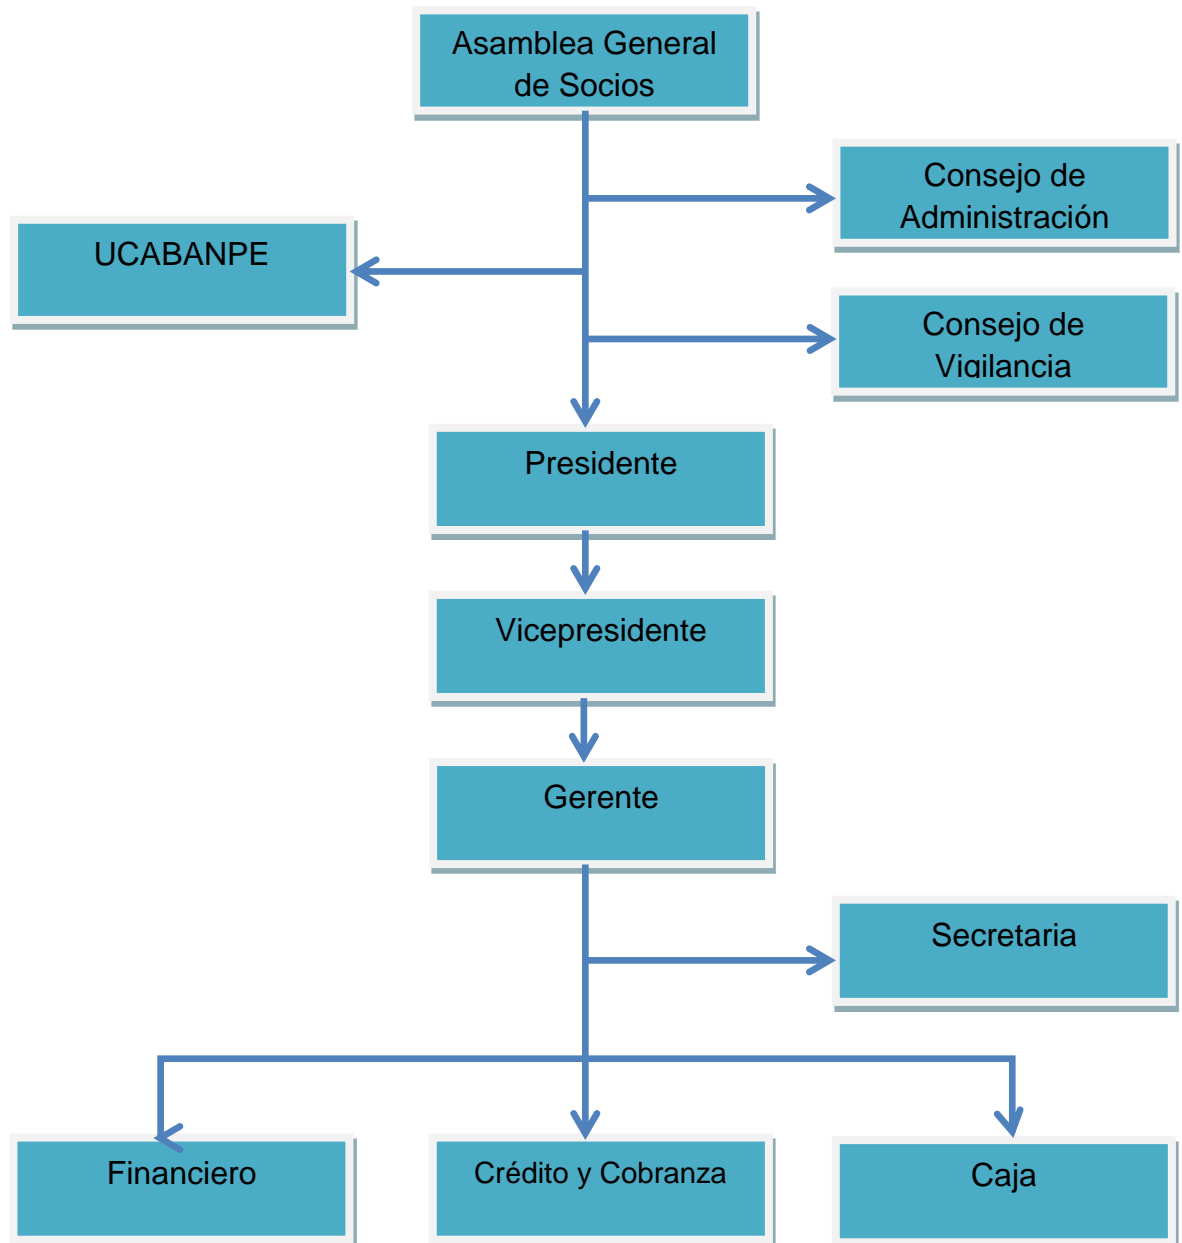 Asamblea General
de Socios
Consejo de
Administración
UCABANPE
Consejo de
Vigilancia
Presidente
Vicepresidente
Gerente
Secretaria
Financiero
Crédito y Cobranza
Caja